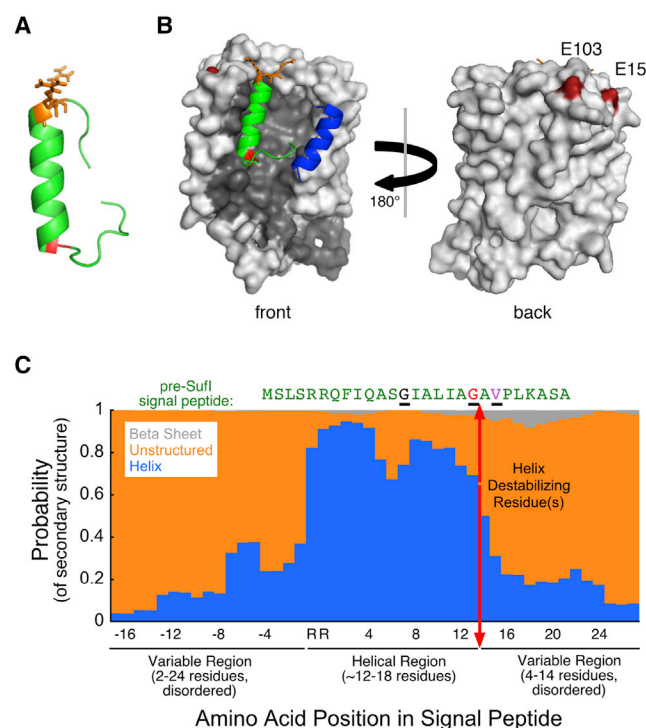 A
B
E103
E15
180°
front
back
C
pre-SufI
signal peptide:
MSLSRRQFIQASGIALIAGAVPLKASA
Beta Sheet
Unstructured
Helix
Helix
Destabilizing
Residue(s)
Probability
(of secondary structure)
1
0.8
0.6
0.4
0.2
0
-16 -12 -8 -4 RR 4 8 12 16 20 24
Variable Region
(2-24 residues,
disordered)
Helical Region
(~12-18 residues)
Variable Region
(4-14 residues,
disordered)
Amino Acid Position in Signal Peptide